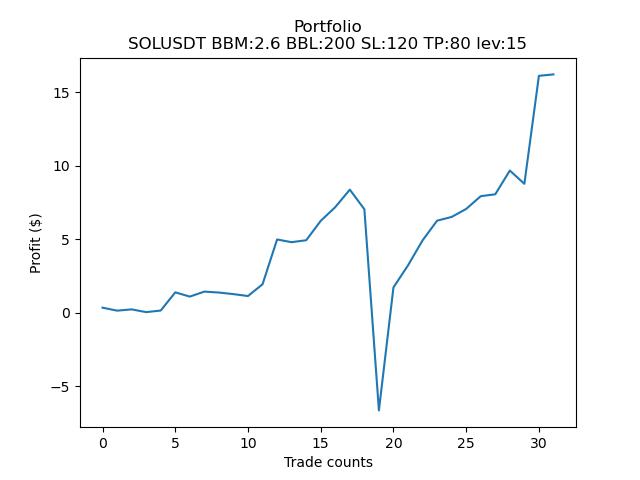 Portfolio
SOLUSDT BBM:2.6 BBL:200 SL:120 TP:80 lev:15
15
10
5
0
−5
Profit ($)
0 5 10 15 20 25 30
Trade counts